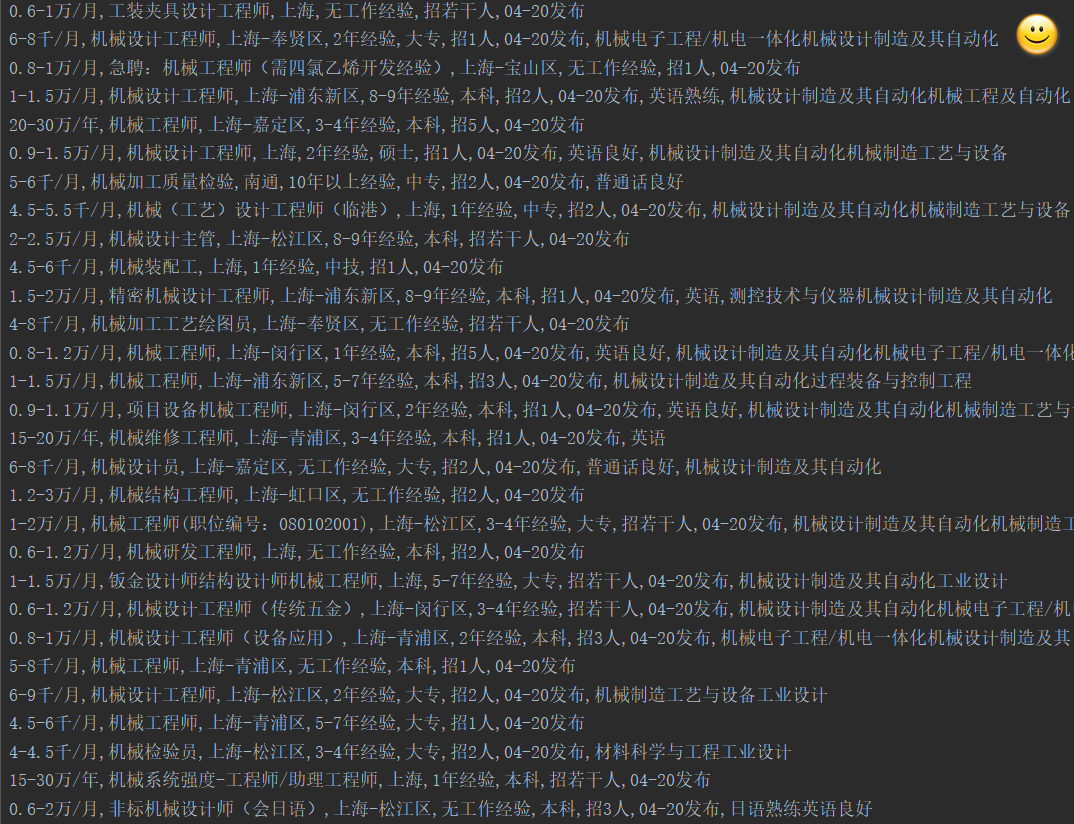 0.6-1万/月,工装夹具设计工程师,上海,无工作经验,招若干人,04-20发布
6-8千/月,机械设计工程师,上海-奉贤区,2年经验,大专,招1人,04-20发布,机械电子工程/机电一体化机械设计制造及其自动化
0.8-1万/月,急聘：机械工程师（需四氯乙烯开发经验）,上海-宝山区,无工作经验,招1人,04-20发布
1-1.5万/月,机械设计工程师,上海-浦东新区,8-9年经验,本科,招2人,04-20发布,英语熟练,机械设计制造及其自动化机械工程及自动化
20-30万/年,机械工程师,上海-嘉定区,3-4年经验,本科,招5人,04-20发布
0.9-1.5万/月,机械设计工程师,上海,2年经验,硕士,招1人,04-20发布,英语良好,机械设计制造及其自动化机械制造工艺与设备
5-6千/月,机械加工质量检验,南通,10年以上经验,中专,招2人,04-20发布,普通话良好
4.5-5.5千/月,机械（工艺）设计工程师（临港）,上海,1年经验,中专,招2人,04-20发布,机械设计制造及其自动化机械制造工艺与设备
2-2.5万/月,机械设计主管,上海-松江区,8-9年经验,本科,招若干人,04-20发布
4.5-6千/月,机械装配工,上海,1年经验,中技,招1人,04-20发布
1.5-2万/月,精密机械设计工程师,上海-浦东新区,8-9年经验,本科,招1人,04-20发布,英语,测控技术与仪器机械设计制造及其自动化
4-8千/月,机械加工工艺绘图员,上海-奉贤区,无工作经验,招若干人,04-20发布
0.8-1.2万/月,机械工程师,上海-闵行区,1年经验,本科,招5人,04-20发布,英语良好,机械设计制造及其自动化机械电子工程/机电一体化
1-1.5万/月,机械工程师,上海-浦东新区,5-7年经验,本科,招3人,04-20发布,机械设计制造及其自动化过程装备与控制工程
0.9-1.1万/月,项目设备机械工程师,上海-闵行区,2年经验,本科,招1人,04-20发布,英语良好,机械设计制造及其自动化机械制造工艺与
15-20万/年,机械维修工程师,上海-青浦区,3-4年经验,本科,招1人,04-20发布,英语
6-8千/月,机械设计员,上海-嘉定区,无工作经验,大专,招2人,04-20发布,普通话良好,机械设计制造及其自动化
1.2-3万/月,机械结构工程师,上海-虹口区,无工作经验,招2人,04-20发布
1-2万/月,机械工程师(职位编号：080102001),上海-松江区,3-4年经验,大专,招若干人,04-20发布,机械设计制造及其自动化机械制造工
0.6-1.2万/月,机械研发工程师,上海,无工作经验,本科,招2人,04-20发布
1-1.5万/月,钣金设计师结构设计师机械工程师,上海,5-7年经验,大专,招若干人,04-20发布,机械设计制造及其自动化工业设计
0.6-1.2万/月,机械设计工程师（传统五金）,上海-闵行区,3-4年经验,招若干人,04-20发布,机械设计制造及其自动化机械电子工程/机
0.8-1万/月,机械设计工程师（设备应用）,上海-青浦区,2年经验,本科,招3人,04-20发布,机械电子工程/机电一体化机械设计制造及其
5-8千/月,机械工程师,上海-青浦区,无工作经验,本科,招1人,04-20发布
6-9千/月,机械设计工程师,上海-松江区,2年经验,大专,招2人,04-20发布,机械制造工艺与设备工业设计
4.5-6千/月,机械工程师,上海-青浦区,5-7年经验,大专,招1人,04-20发布
4-4.5千/月,机械检验员,上海-松江区,3-4年经验,大专,招2人,04-20发布,材料科学与工程工业设计
15-30万/年,机械系统强度-工程师/助理工程师,上海,1年经验,本科,招若干人,04-20发布
0.6-2万/月,非标机械设计师（会日语）,上海-松江区,无工作经验,本科,招3人,04-20发布,日语熟练英语良好